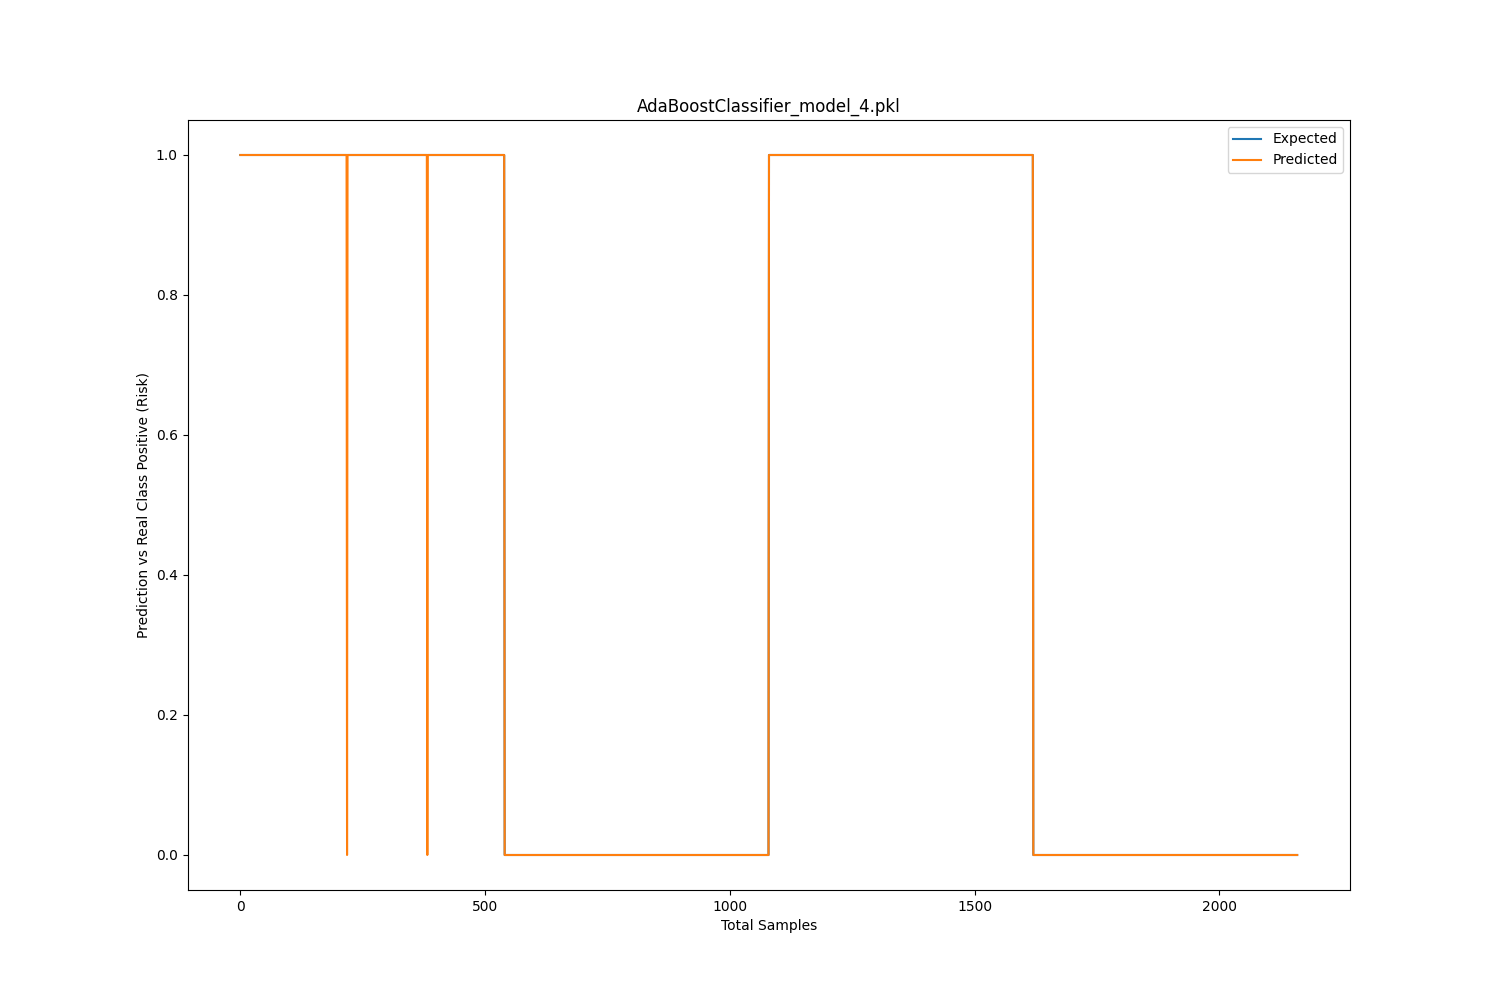 AdaBoostClassifier_model_4.pkl
Expected
Predicted
1.0
0.8
0.6
0.4
0.2
0.0
Prediction vs Real Class Positive (Risk)
0 500 1000 1500 2000
Total Samples